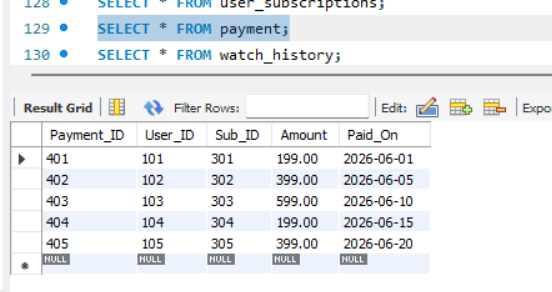 128 SELECT * FROM user_subscriptions;
129 SELECT * FROM payment;
130 SELECT * FROM watch_history;
Result Grid Filter Rows: Edit: Expo
Payment_ID User_ID Sub_ID Amount Paid_On
401 101 301 199.00 2026-06-01
402 102 302 399.00 2026-06-05
403 103 303 599.00 2026-06-10
404 104 304 199.00 2026-06-15
405 105 305 399.00 2026-06-20
NULL NULL NULL NULL NULL